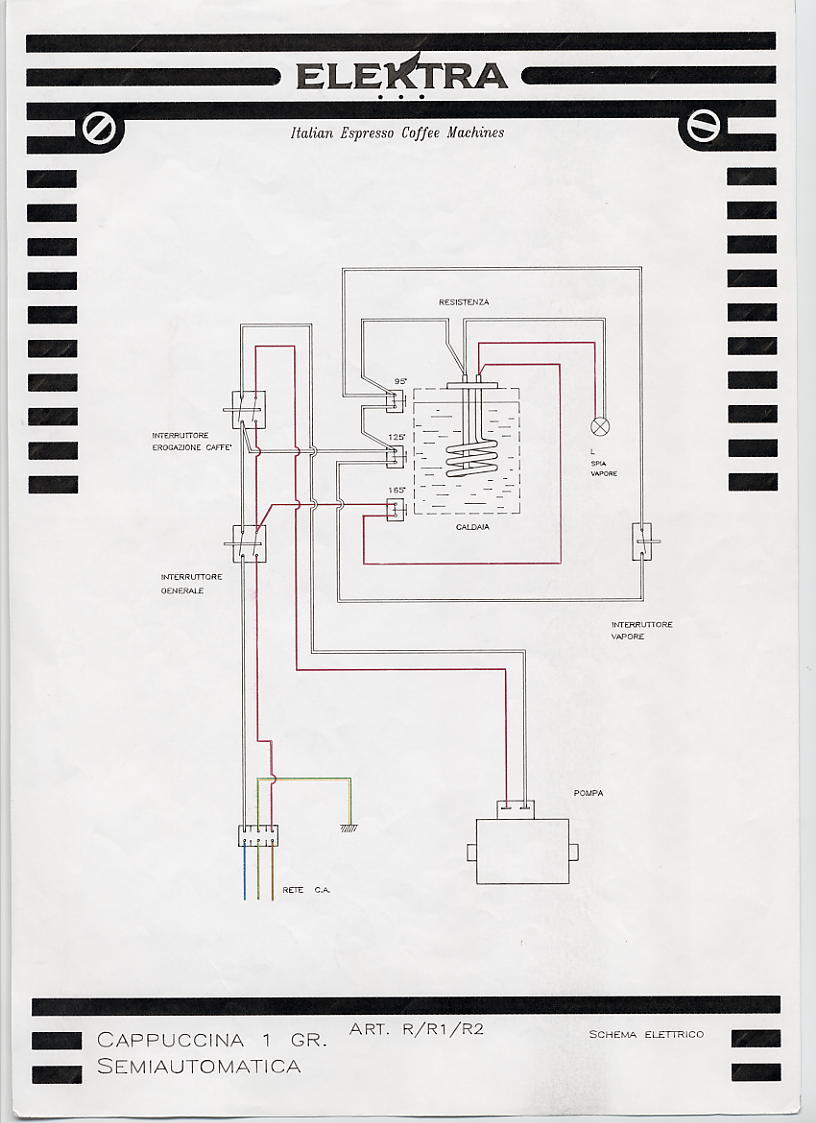 ELEKTRA
Italian Espresso Coffee Machines
RESISTENZA
95°
INTERRUTTORE
EROGAZIONE CAFFE'
125°
L
SPIA
VAPORE
165°
CALDAIA
INTERRUTTORE
GENERALE
INTERRUTTORE
VAPORE
POMPA
RETE C.A.
CAPPUCCINA 1 GR.
SEMIAUTOMATICA
ART. R/R1/R2
SCHEMA ELETTRICO